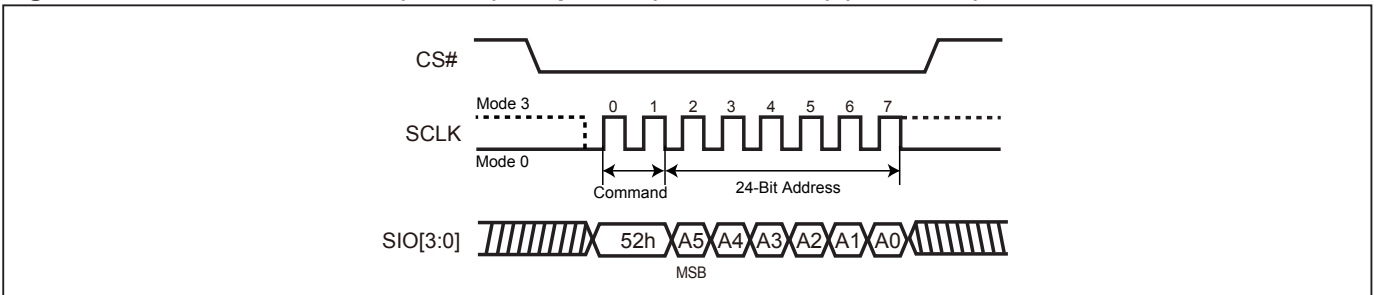 CS#
Mode 3
0 1 2 3 4 5 6 7
SCLK
Mode 0
Command
24-Bit Address
SIO[3:0]
52h A5 A4 A3 A2 A1 A0
MSB